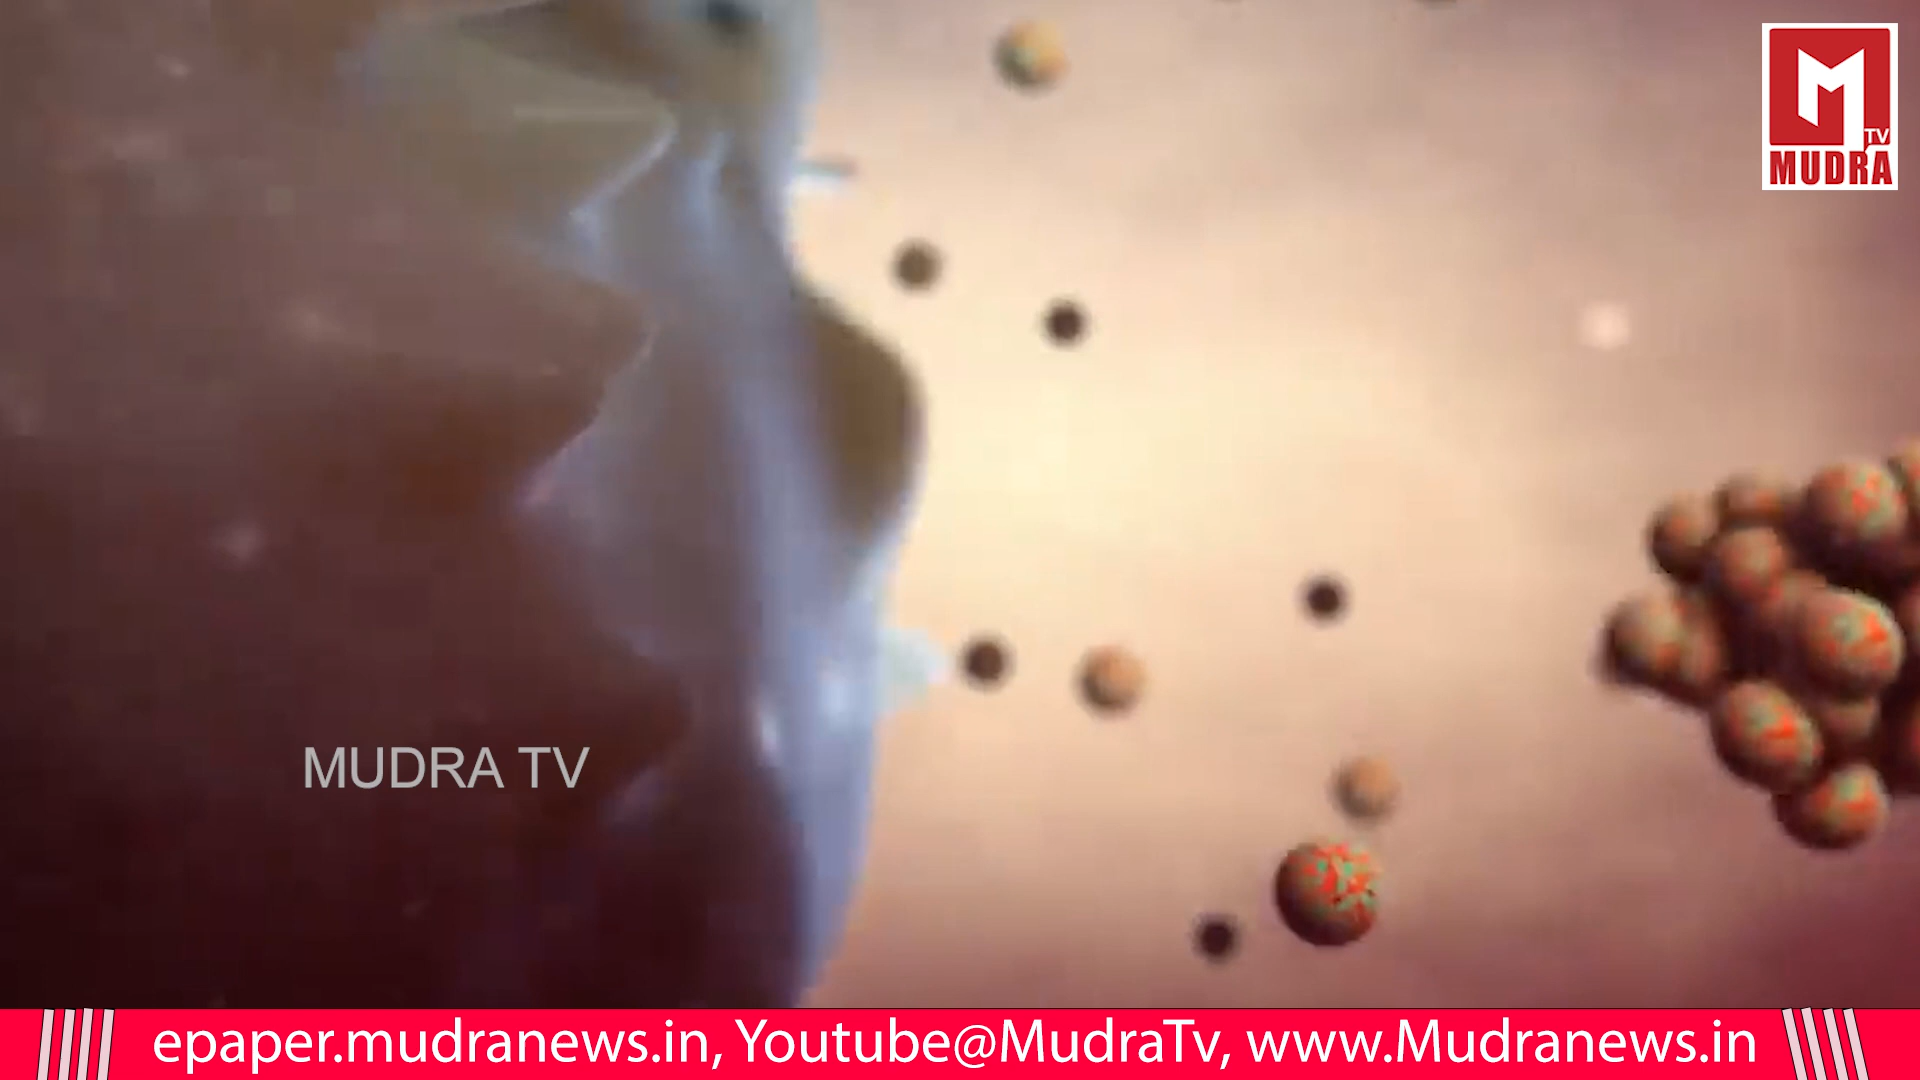 M
TV
MUDRA
MUDRA TV
epaper.mudranews.in, Youtube@MudraTv, www.Mudranews.in